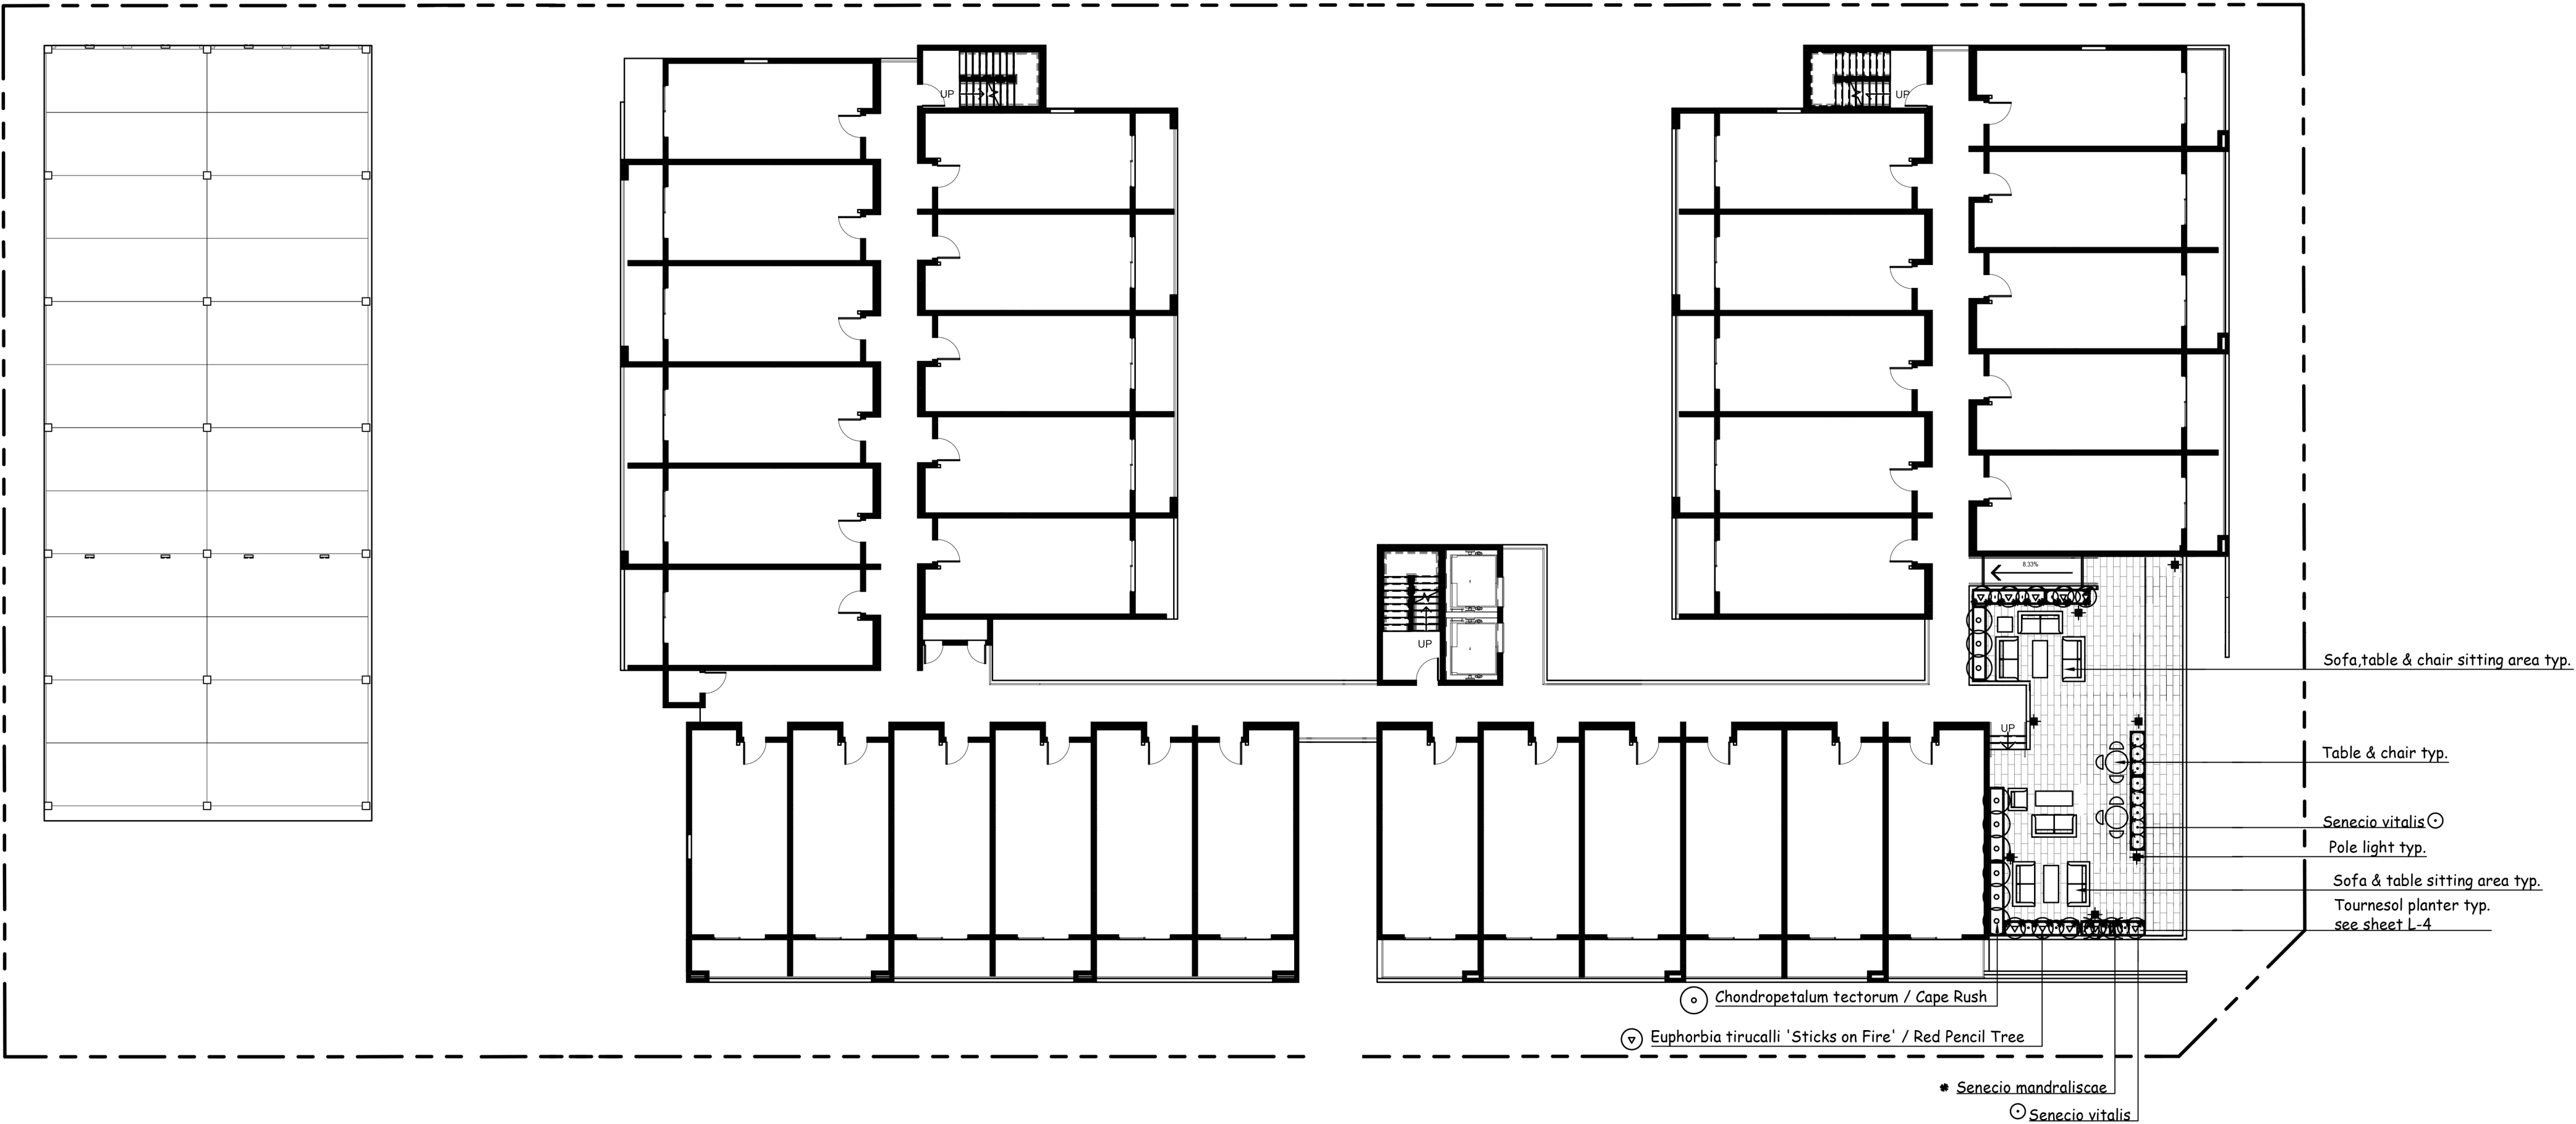 UP
UP
8.33%
UP
Sofa,table & chair sitting area typ.
UP
Table & chair typ.
Senecio vitalis
Pole light typ.
Sofa & table sitting area typ.
Tournesol planter typ.
see sheet L-4
Chondropetalum tectorum / Cape Rush
Euphorbia tirucalli 'Sticks on Fire' / Red Pencil Tree
Senecio mandraliscae
Senecio vitalis